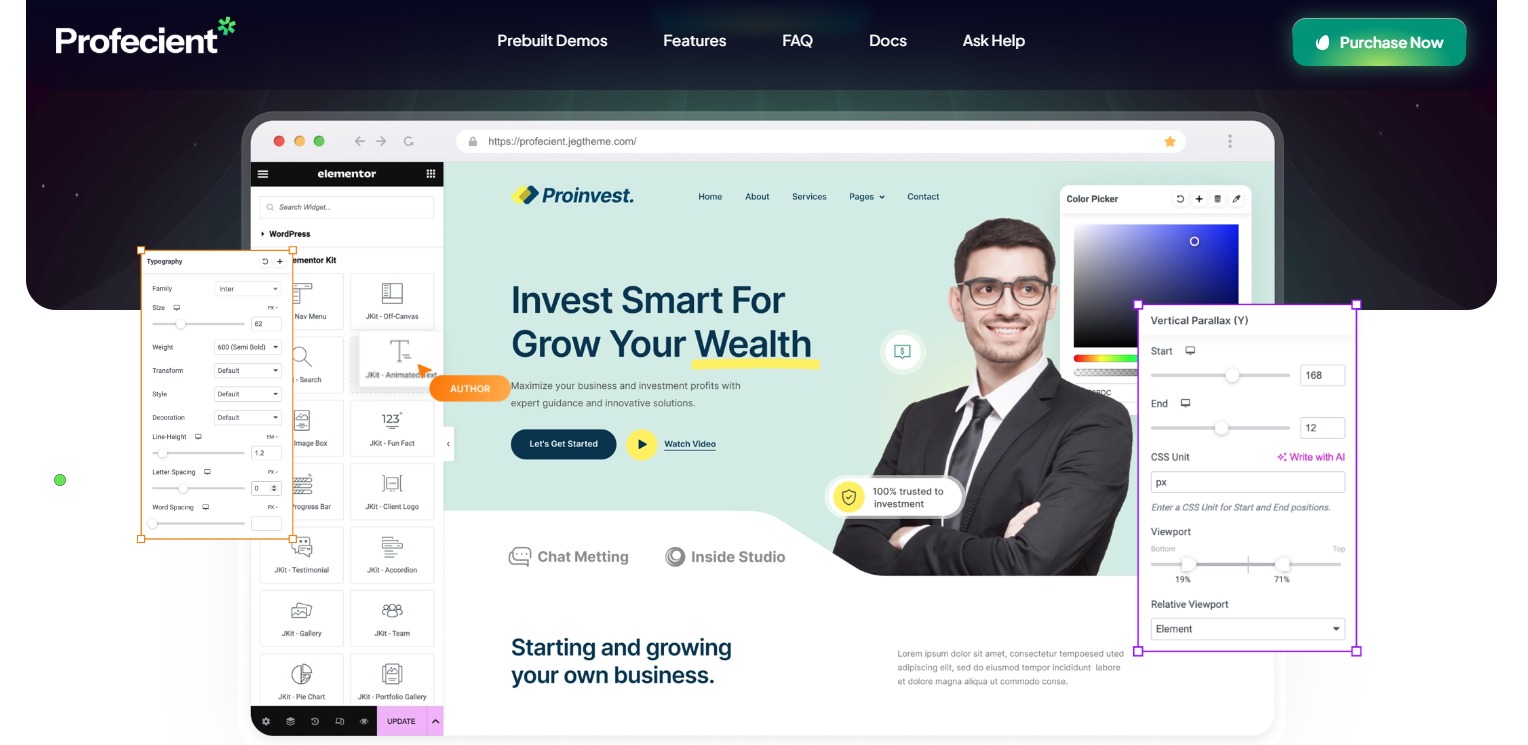 Profecient
Prebuilt Demos
Features
FAQ
Docs
Ask Help
Purchase Now
https://profecient.jegtheme.com/
elementor
Search Widget...
WordPress
ementor Kit
Nav Menu
JKit - Off-Canvas
- Search
JKit - Animated Text
AUTHOR
Image Box
123+
JKit - Fun Fact
rogress Bar
JKit - Client Logo
JKit - Testimonial
JKit - Accordion
JKit - Gallery
JKit - Team
JKit - Pie Chart
JKit - Portfolio Gallery
UPDATE
Typography
Family
Inter
Size
PX
62
Weight
600 (Semi Bold)
Transform
Default
Style
Default
Decoration
Default
Line-Height
EM
1.2
Letter Spacing
PX
0
Word Spacing
PX
Proinvest.
Home
About
Services
Pages
Contact
Invest Smart For
Grow Your Wealth
Maximize your business and investment profits with
expert guidance and innovative solutions.
Let's Get Started
Watch Video
100% trusted to
investment
Chat Metting
Inside Studio
Starting and growing
your own business.
Lorem ipsum dolor sit amet, consectetur tempoesed uted
adipiscing elit, sed do eiusmod tempor incididunt labore
et dolore magna aliqua ut commodo conse.
Color Picker
Vertical Parallax (Y)
Start
168
End
12
CSS Unit
Write with AI
px
Enter a CSS Unit for Start and End positions.
Viewport
Bottom
Top
19%
71%
Relative Viewport
Element